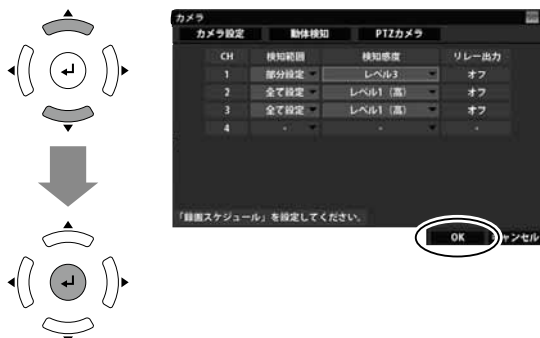 カメラ
カメラ設定 動体検知 PTZカメラ
CH 検知範囲 検知感度 リレー出力
1 部分設定 レベル3 オフ
2 全て設定 レベル1（高） オフ
3 全て設定 レベル1（高） オフ
4 - - -
「録画スケジュール」を設定してください。
OK キャンセル